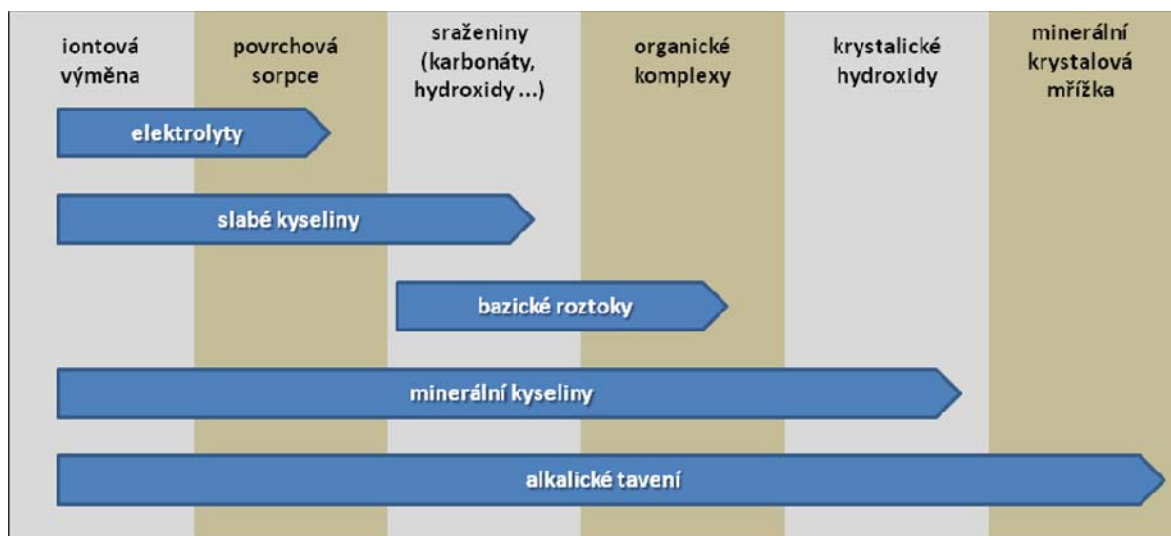 iontová
výměna
povrchová
sorpce
sraženiny
(karbonáty,
hydroxidy ...)
organické
komplexy
krystalické
hydroxidy
minerální
krystalová
mřížka
elektrolyty
slabé kyseliny
bazické roztoky
minerální kyseliny
alkalické tavení